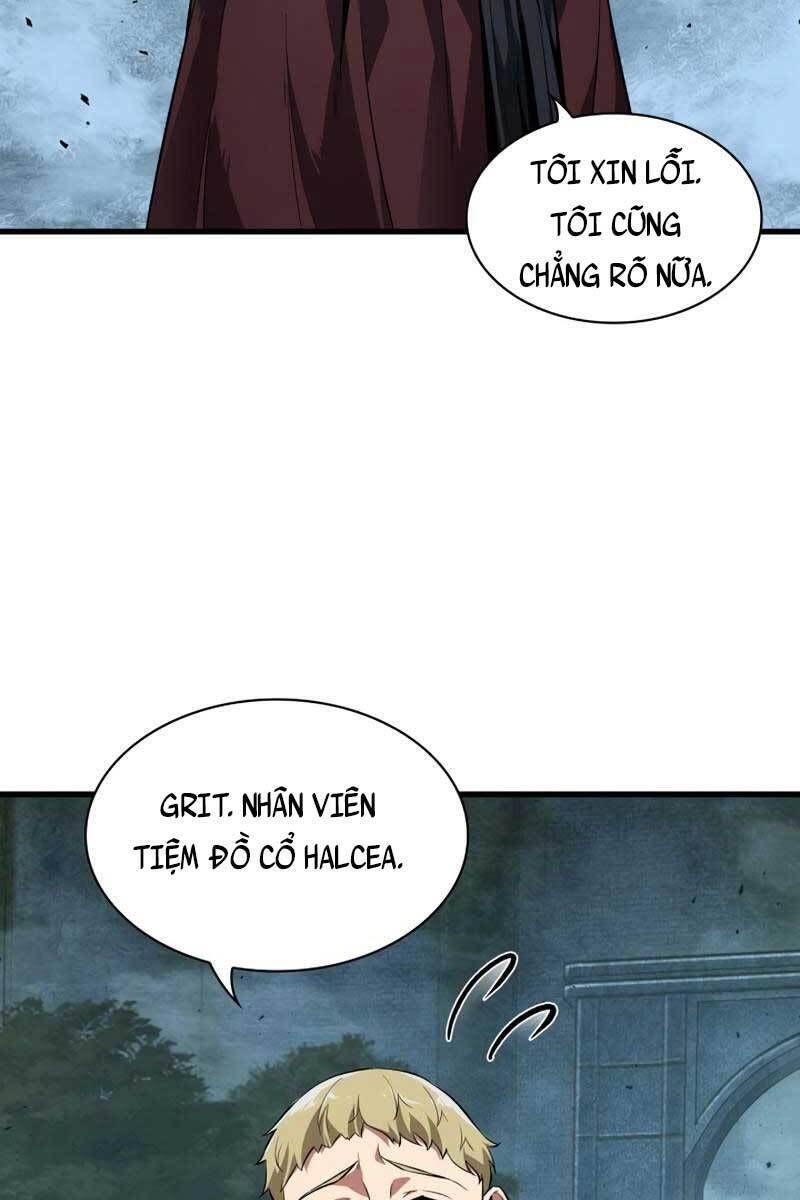 TÔI XIN LỖI.
TÔI CŨNG
CHẲNG RÕ NỮA.
GRIT. NHÂN VIÊN
TIỆM ĐỒ CỔ HALCEA.